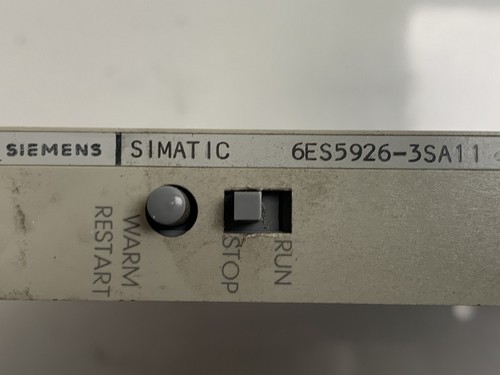 SIEMENS SIMATIC 6ES5926-3SA11
WARM
RESTART
STOP
RUN